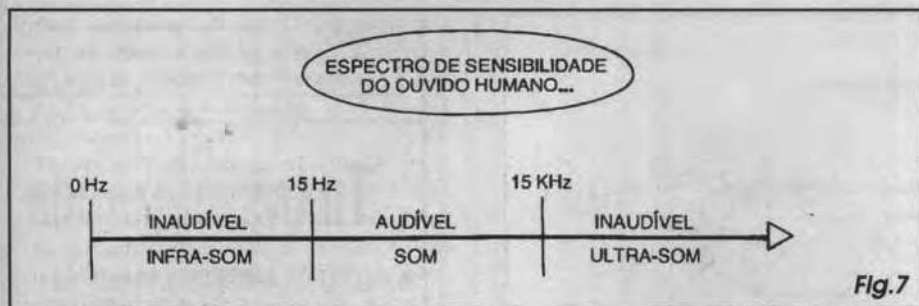 ESPECTRO DE SENSIBILIDADE
DO OUVIDO HUMANO...
0 Hz 15 Hz 15 KHz
INAUDÍVEL AUDÍVEL INAUDÍVEL
INFRA-SOM SOM ULTRA-SOM
Fig.7